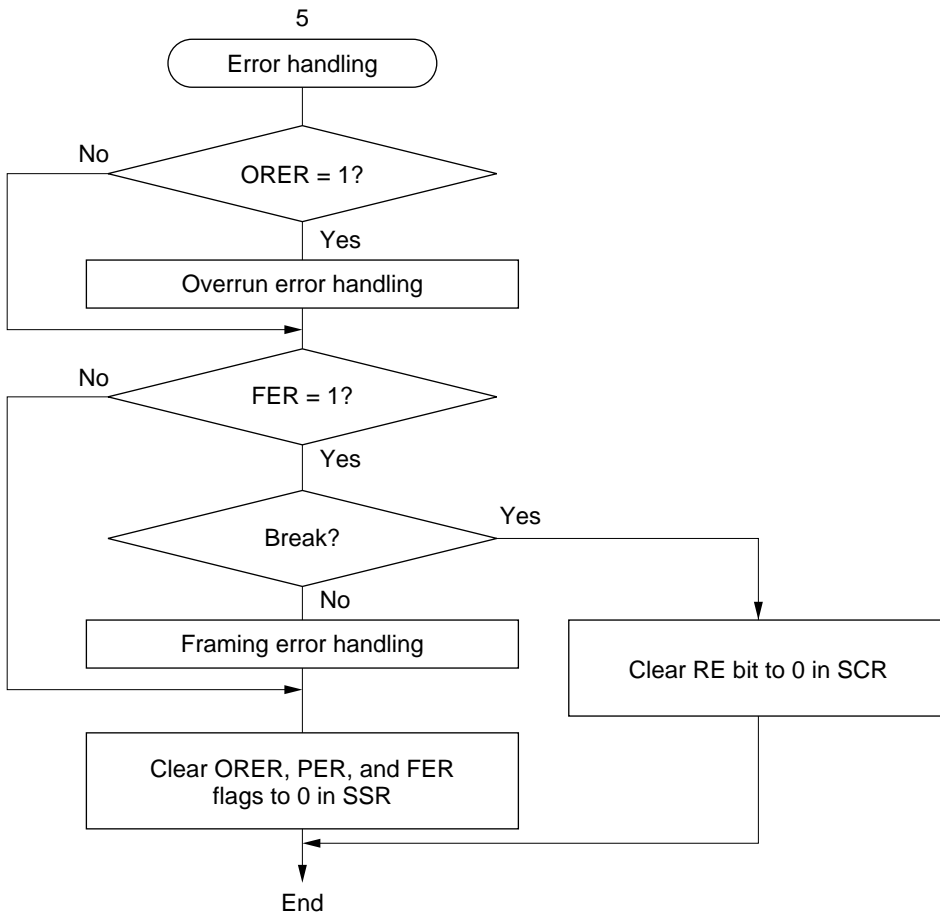 5
Error handling
No
ORER = 1?
Yes
Overrun error handling
No
FER = 1?
Yes
Break?
Yes
No
Framing error handling
Clear RE bit to 0 in SCR
Clear ORER, PER, and FER
flags to 0 in SSR
End